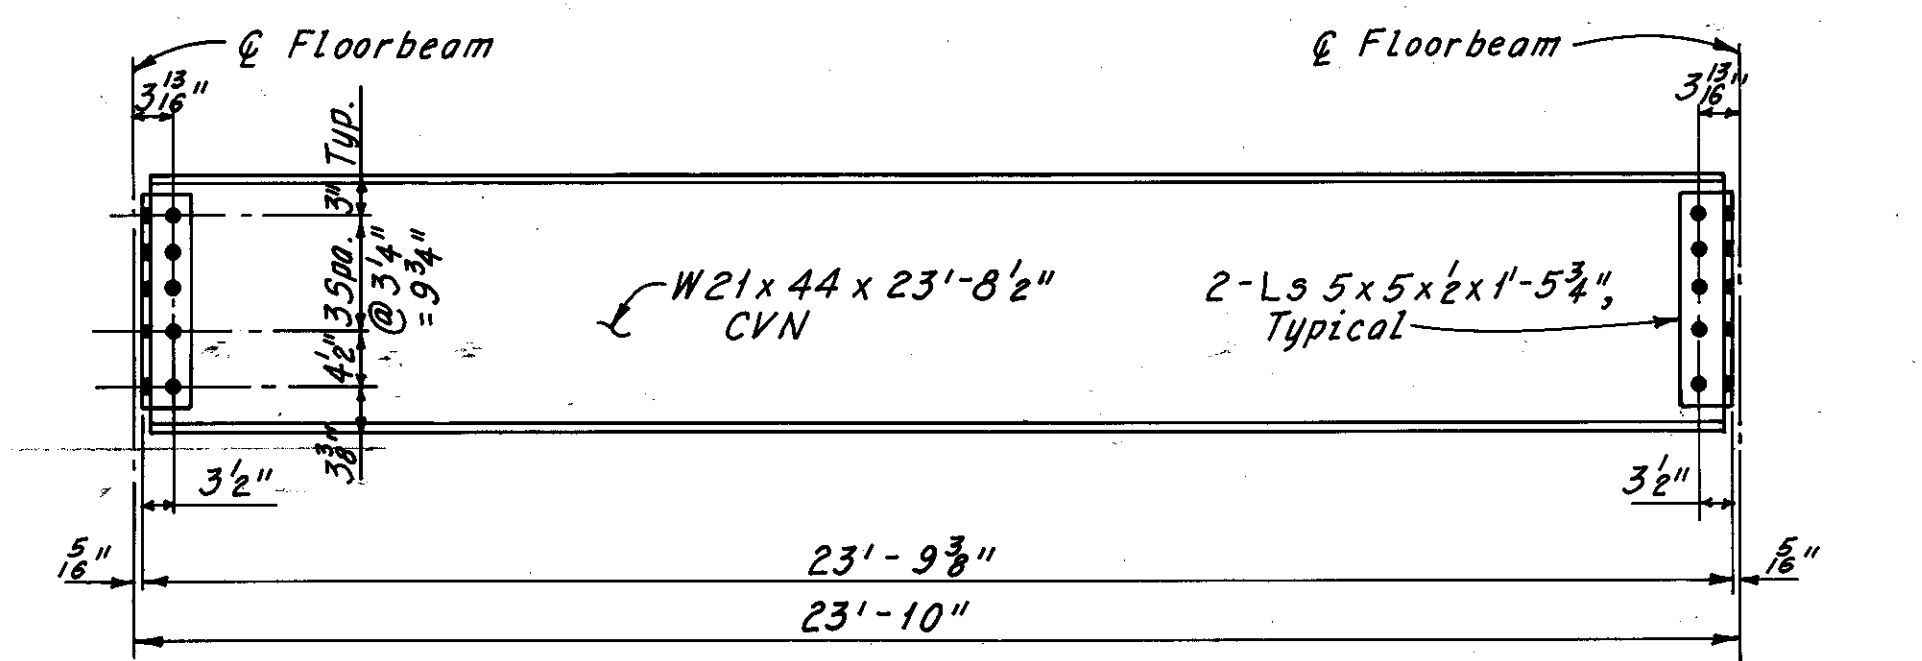 ℄ Floorbeam
℄ Floorbeam
3 13/16"
3 13/16"
3" Typ.
3 Spa.
@ 3 1/4"
= 9 3/4"
4 1/2"
3 3/8"
W 21 x 44 x 23'-8 1/2"
CVN
2-Ls 5 x 5 x 1/2 x 1'-5 3/4",
Typical
3 1/2"
3 1/2"
5/16"
23'-9 3/8"
5/16"
23'-10"